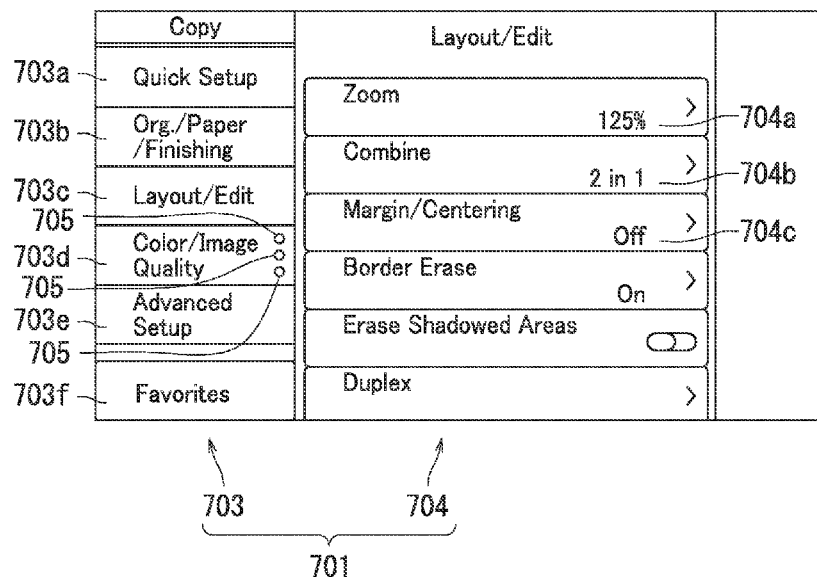 Copy
Layout/Edit
703a
Quick Setup
Zoom
125%
704a
703b
Org./Paper
/Finishing
Combine
2 in 1
704b
703c
Layout/Edit
Margin/Centering
Off
704c
705
703d
Color/Image
Quality
705
Border Erase
On
703e
Advanced
Setup
705
Erase Shadowed Areas
703f
Favorites
Duplex
703
704
701